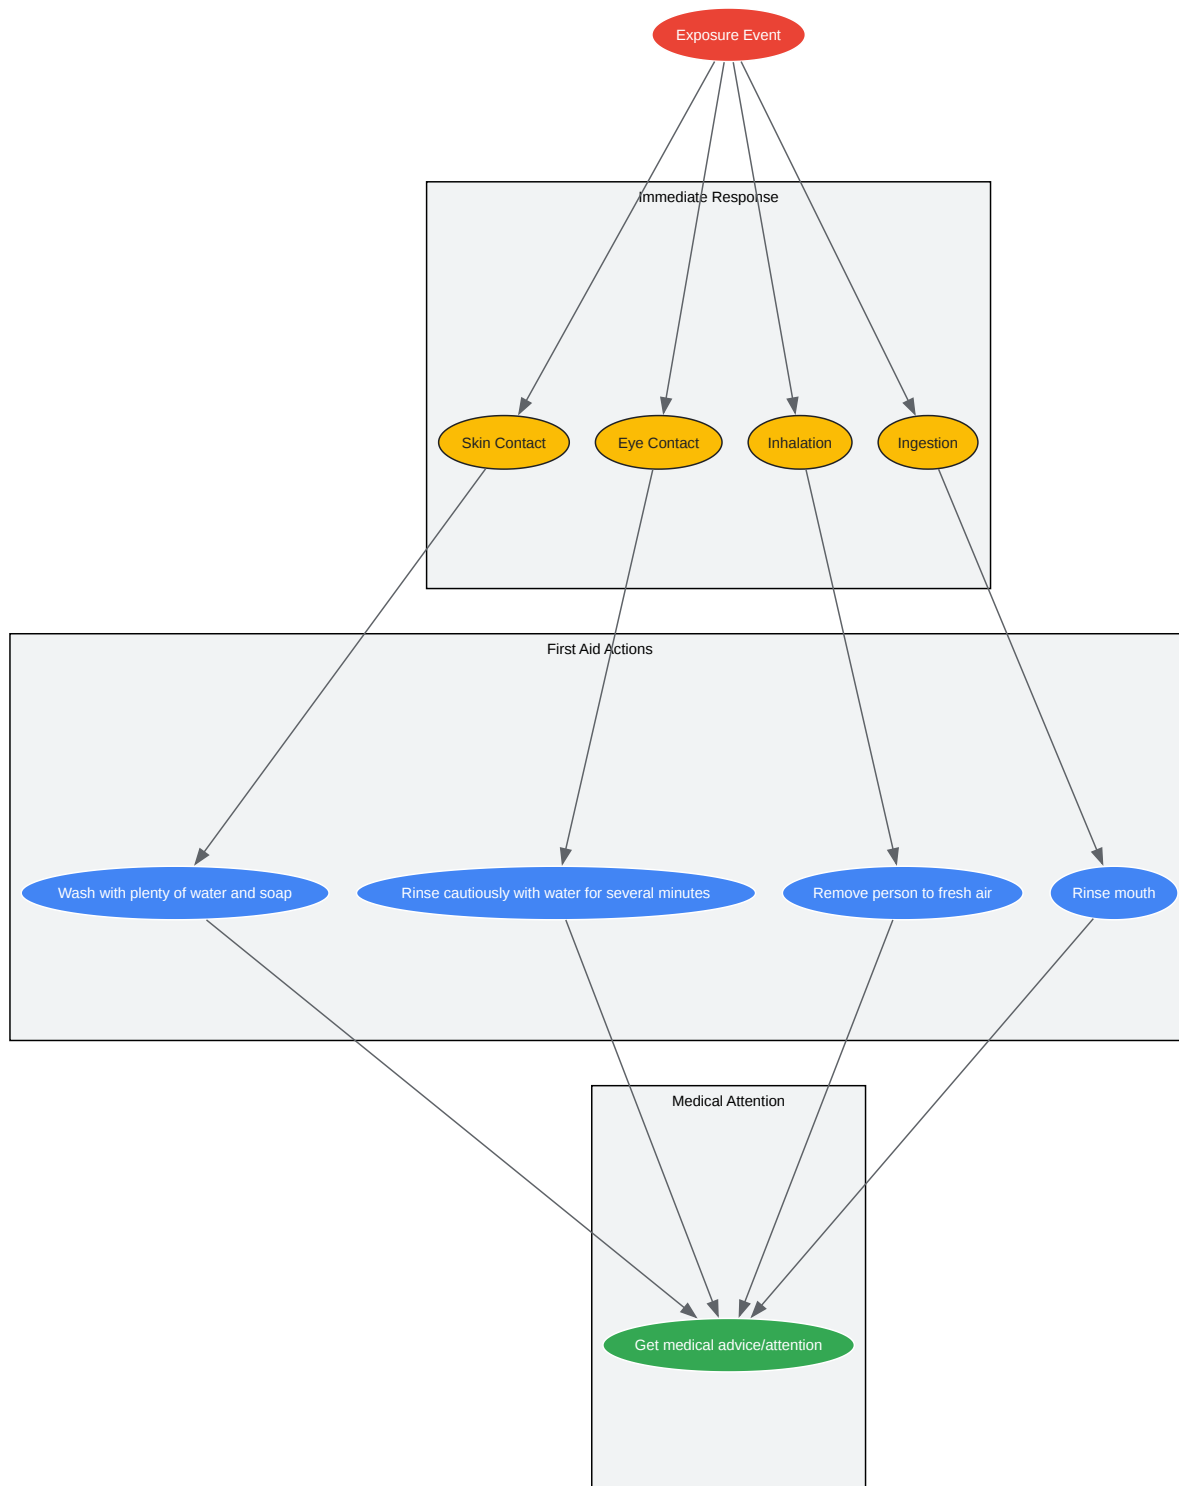 Exposure Event
Immediate Response
Skin Contact
Eye Contact
Inhalation
Ingestion
First Aid Actions
Wash with plenty of water and soap
Rinse cautiously with water for several minutes
Remove person to fresh air
Rinse mouth
Medical Attention
Get medical advice/attention